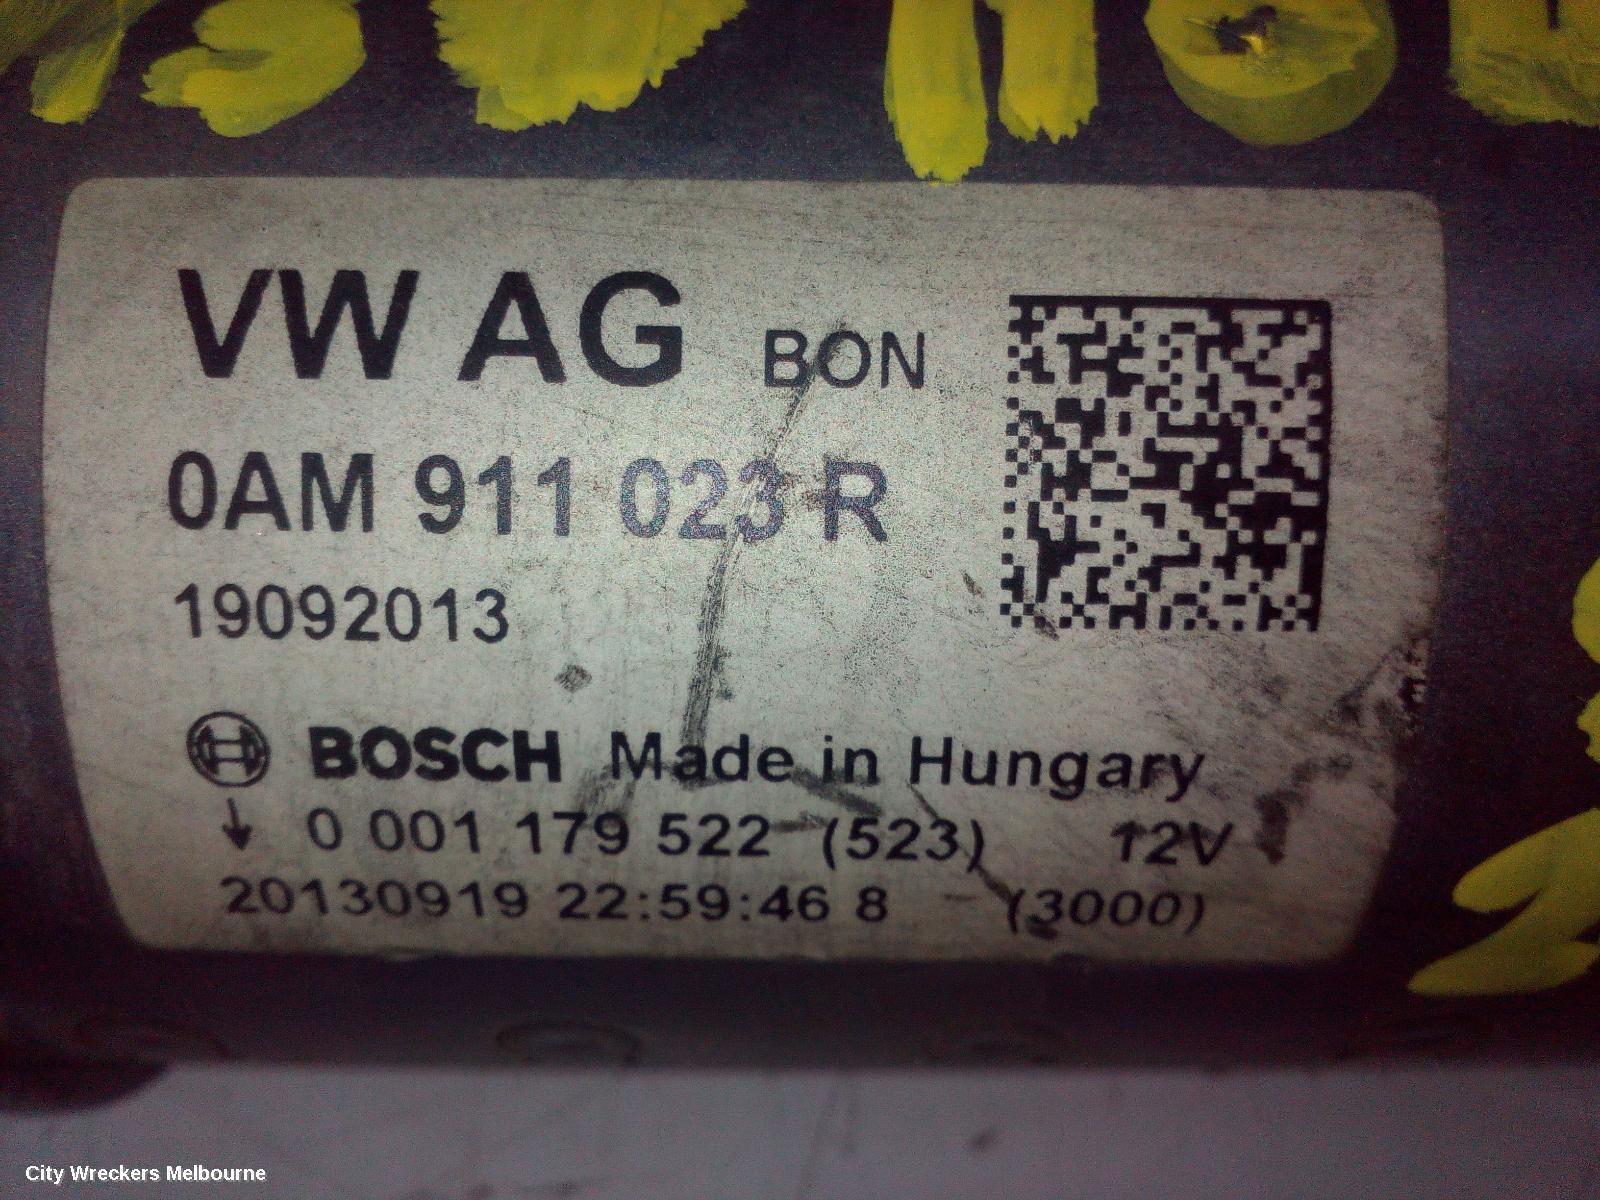 VW AG BON
0AM 911 023 R
19092013
BOSCH Made in Hungary
↓ 0 001 179 522 (523) 12V
20130919 22:59:46 8 (3000)
City Wreckers Melbourne